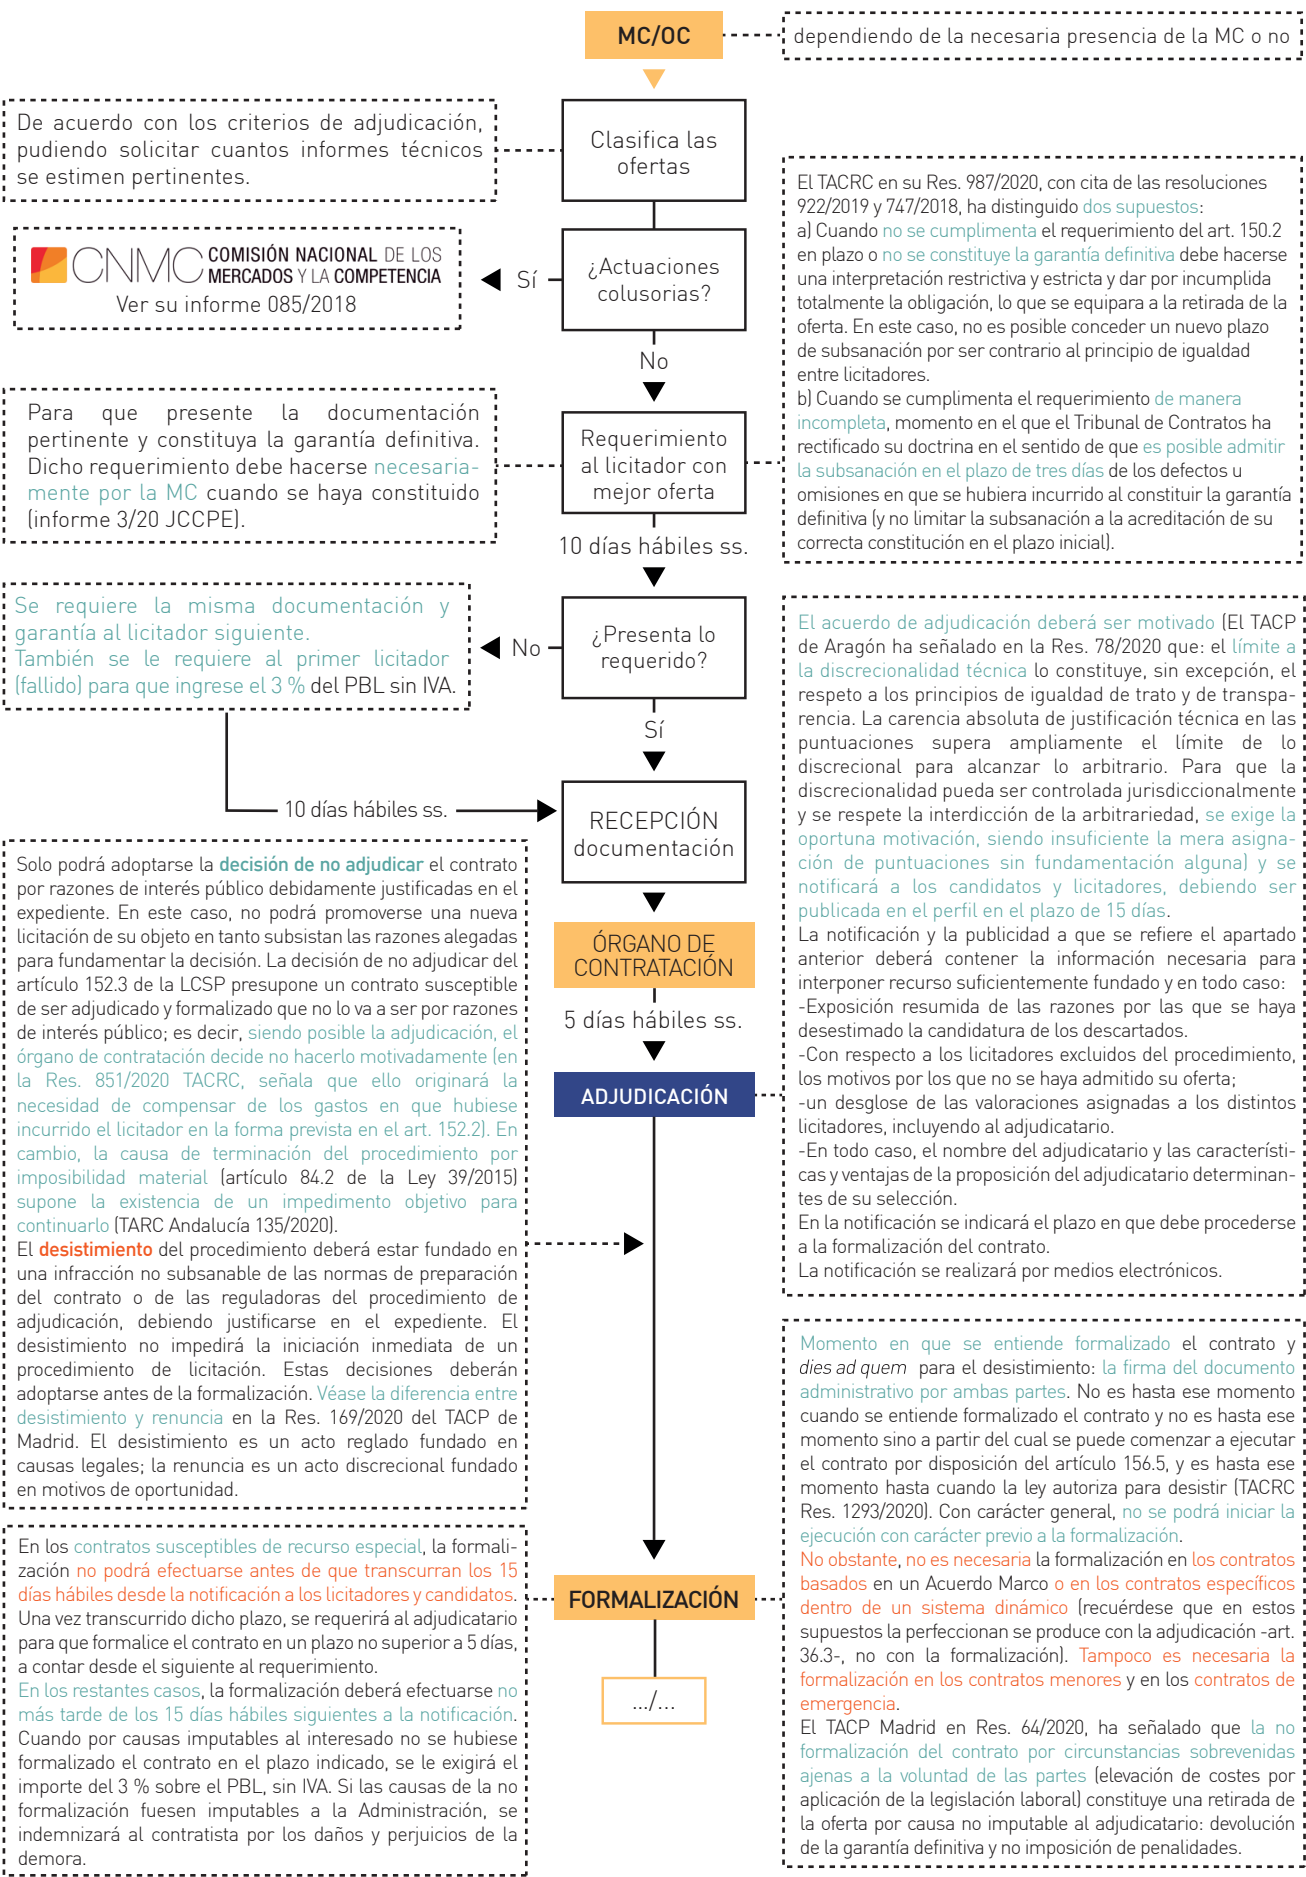 MC/OC
dependiendo de la necesaria presencia de la MC o no
De acuerdo con los criterios de adjudicación,
pudiendo solicitar cuantos informes técnicos
se estimen pertinentes.
Clasifica las
ofertas
CNMC COMISIÓN NACIONAL DE LOS
MERCADOS Y LA COMPETENCIA
Ver su informe 085/2018
Sí
¿Actuaciones
colusorias?
No
El TACRC en su Res. 987/2020, con cita de las resoluciones
922/2019 y 747/2018, ha distinguido dos supuestos:
a) Cuando no se cumplimenta el requerimiento del art. 150.2
en plazo o no se constituye la garantía definitiva debe hacerse
una interpretación restrictiva y estricta y dar por incumplida
totalmente la obligación, lo que se equipara a la retirada de la
oferta. En este caso, no es posible conceder un nuevo plazo
de subsanación por ser contrario al principio de igualdad
entre licitadores.
b) Cuando se cumplimenta el requerimiento de manera
incompleta, momento en el que el Tribunal de Contratos ha
rectificado su doctrina en el sentido de que es posible admitir
la subsanación en el plazo de tres días de los defectos u
omisiones en que se hubiera incurrido al constituir la garantía
definitiva (y no limitar la subsanación a la acreditación de su
correcta constitución en el plazo inicial).
Para que presente la documentación
pertinente y constituya la garantía definitiva.
Dicho requerimiento debe hacerse necesaria-
mente por la MC cuando se haya constituido
(informe 3/20 JCCPE).
Requerimiento
al licitador con
mejor oferta
10 días hábiles ss.
Se requiere la misma documentación y
garantía al licitador siguiente.
También se le requiere al primer licitador
(fallido) para que ingrese el 3 % del PBL sin IVA.
No
¿Presenta lo
requerido?
Sí
10 días hábiles ss.
RECEPCIÓN
documentación
ÓRGANO DE
CONTRATACIÓN
5 días hábiles ss.
ADJUDICACIÓN
El acuerdo de adjudicación deberá ser motivado (El TACP
de Aragón ha señalado en la Res. 78/2020 que: el límite a
la discrecionalidad técnica lo constituye, sin excepción, el
respeto a los principios de igualdad de trato y de transpa-
rencia. La carencia absoluta de justificación técnica en las
puntuaciones supera ampliamente el límite de lo
discrecional para alcanzar lo arbitrario. Para que la
discrecionalidad pueda ser controlada jurisdiccionalmente
y se respete la interdicción de la arbitrariedad, se exige la
oportuna motivación, siendo insuficiente la mera asigna-
ción de puntuaciones sin fundamentación alguna) y se
notificará a los candidatos y licitadores, debiendo ser
publicada en el perfil en el plazo de 15 días.
La notificación y la publicidad a que se refiere el apartado
anterior deberá contener la información necesaria para
interponer recurso suficientemente fundado y en todo caso:
-Exposición resumida de las razones por las que se haya
desestimado la candidatura de los descartados.
-Con respecto a los licitadores excluidos del procedimiento,
los motivos por los que no se haya admitido su oferta;
-un desglose de las valoraciones asignadas a los distintos
licitadores, incluyendo al adjudicatario.
-En todo caso, el nombre del adjudicatario y las característi-
cas y ventajas de la proposición del adjudicatario determinan-
tes de su selección.
En la notificación se indicará el plazo en que debe procederse
a la formalización del contrato.
La notificación se realizará por medios electrónicos.
Solo podrá adoptarse la decisión de no adjudicar el contrato
por razones de interés público debidamente justificadas en el
expediente. En este caso, no podrá promoverse una nueva
licitación de su objeto en tanto subsistan las razones alegadas
para fundamentar la decisión. La decisión de no adjudicar del
artículo 152.3 de la LCSP presupone un contrato susceptible
de ser adjudicado y formalizado que no lo va a ser por razones
de interés público; es decir, siendo posible la adjudicación, el
órgano de contratación decide no hacerlo motivadamente (en
la Res. 851/2020 TACRC, señala que ello originará la
necesidad de compensar de los gastos en que hubiese
incurrido el licitador en la forma prevista en el art. 152.2). En
cambio, la causa de terminación del procedimiento por
imposibilidad material (artículo 84.2 de la Ley 39/2015)
supone la existencia de un impedimento objetivo para
continuarlo (TARC Andalucía 135/2020).
El desistimiento del procedimiento deberá estar fundado en
una infracción no subsanable de las normas de preparación
del contrato o de las reguladoras del procedimiento de
adjudicación, debiendo justificarse en el expediente. El
desistimiento no impedirá la iniciación inmediata de un
procedimiento de licitación. Estas decisiones deberán
adoptarse antes de la formalización. Véase la diferencia entre
desistimiento y renuncia en la Res. 169/2020 del TACP de
Madrid. El desistimiento es un acto reglado fundado en
causas legales; la renuncia es un acto discrecional fundado
en motivos de oportunidad.
Momento en que se entiende formalizado el contrato y
dies ad quem para el desistimiento: la firma del documento
administrativo por ambas partes. No es hasta ese momento
cuando se entiende formalizado el contrato y no es hasta ese
momento sino a partir del cual se puede comenzar a ejecutar
el contrato por disposición del artículo 156.5, y es hasta ese
momento hasta cuando la ley autoriza para desistir (TACRC
Res. 1293/2020). Con carácter general, no se podrá iniciar la
ejecución con carácter previo a la formalización.
No obstante, no es necesaria la formalización en los contratos
basados en un Acuerdo Marco o en los contratos específicos
dentro de un sistema dinámico (recuérdese que en estos
supuestos la perfeccionan se produce con la adjudicación -art.
36.3-, no con la formalización). Tampoco es necesaria la
formalización en los contratos menores y en los contratos de
emergencia.
El TACP Madrid en Res. 64/2020, ha señalado que la no
formalización del contrato por circunstancias sobrevenidas
ajenas a la voluntad de las partes (elevación de costes por
aplicación de la legislación laboral) constituye una retirada de
la oferta por causa no imputable al adjudicatario: devolución
de la garantía definitiva y no imposición de penalidades.
En los contratos susceptibles de recurso especial, la formali-
zación no podrá efectuarse antes de que transcurran los 15
días hábiles desde la notificación a los licitadores y candidatos.
Una vez transcurrido dicho plazo, se requerirá al adjudicatario
para que formalice el contrato en un plazo no superior a 5 días,
a contar desde el siguiente al requerimiento.
En los restantes casos, la formalización deberá efectuarse no
más tarde de los 15 días hábiles siguientes a la notificación.
Cuando por causas imputables al interesado no se hubiese
formalizado el contrato en el plazo indicado, se le exigirá el
importe del 3 % sobre el PBL, sin IVA. Si las causas de la no
formalización fuesen imputables a la Administración, se
indemnizará al contratista por los daños y perjuicios de la
demora.
FORMALIZACIÓN
.../...